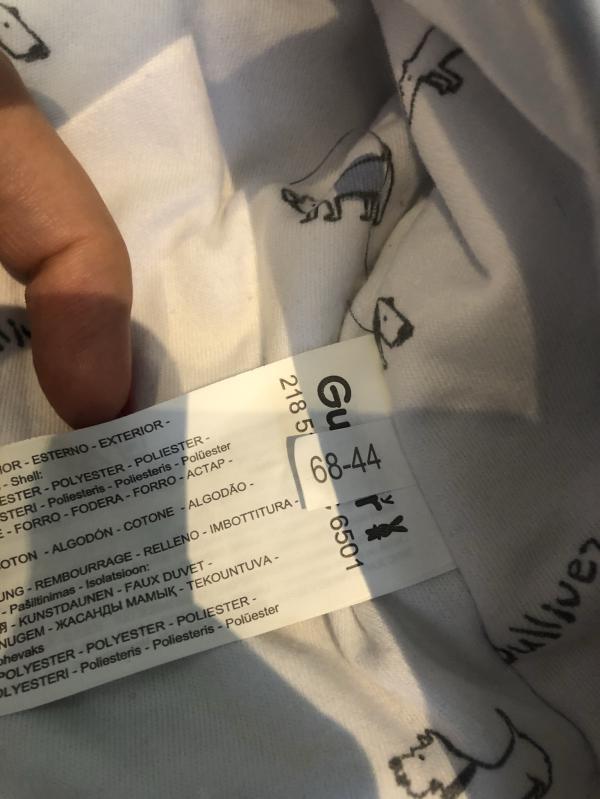 IOR - ESTERNO - EXTERIOR -
- Shell:
ESTER - POLYESTER - POLIESTER -
STERI - Poliesteris - Poliesteris - Polüester
E - FORRO - FODERA - FORRO - АСТАР -
OTON - ALGODÓN - COTONE - ALGODÃO -
UNG - REMBOURRAGE - RELLENO - IMBOTTITURA -
- Pašiltinimas - Isolatsioon:
- KUNSTDAUNEN - FAUX DUVET -
NUGEM - ЖАСАНДЫ МАМЫҚ - TEKOUNTUVA -
ohevaks
POLYESTER - POLYESTER - POLIESTER -
OLYESTERI - Poliesteris - Poliesteris - Polüester
Gu
218 5
68-44
r
6501
ulliver